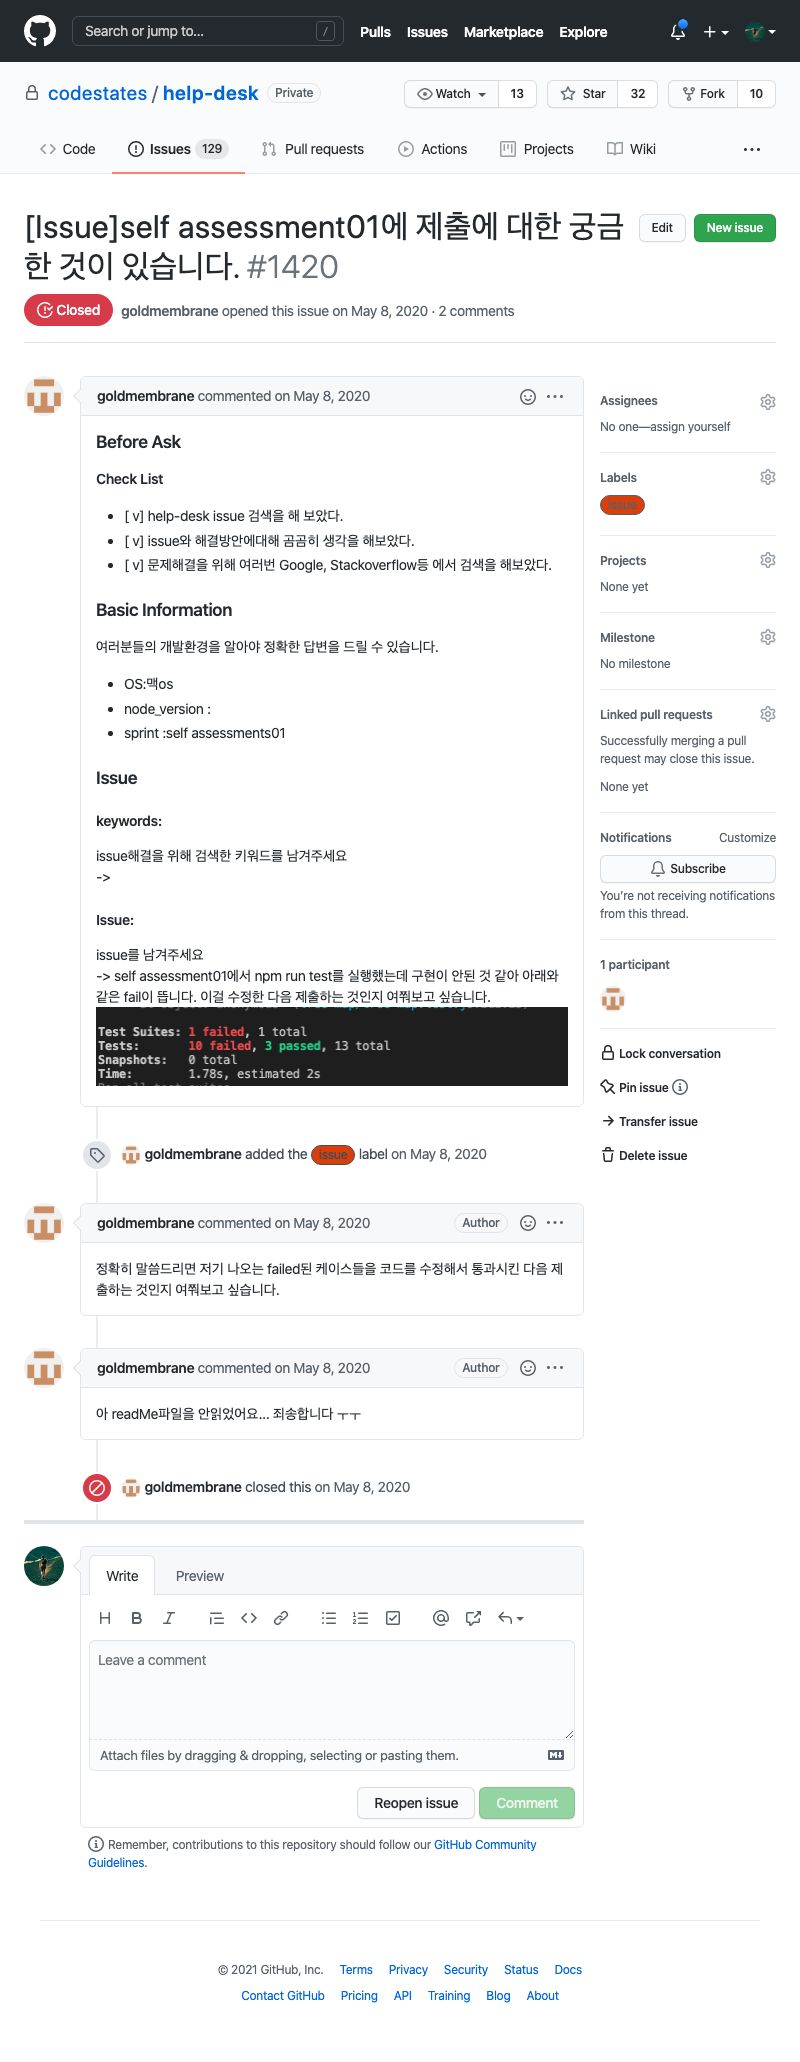 Search or jump to...
/
Pulls Issues Marketplace Explore
codestates / help-desk Private
Watch 13 Star 32 Fork 10
Code Issues 129 Pull requests Actions Projects Wiki ...
[Issue]self assessment01에 제출에 대한 궁금
한 것이 있습니다. #1420
Edit New issue
Closed goldmembrane opened this issue on May 8, 2020 · 2 comments
goldmembrane commented on May 8, 2020
Before Ask
Check List
• [ v] help-desk issue 검색을 해 보았다.
• [ v] issue와 해결방안에대해 곰곰히 생각을 해보았다.
• [ v] 문제해결을 위해 여러번 Google, Stackoverflow등 에서 검색을 해보았다.
Basic Information
여러분들의 개발환경을 알아야 정확한 답변을 드릴 수 있습니다.
• OS:맥os
• node_version :
• sprint :self assessments01
Issue
keywords:
issue해결을 위해 검색한 키워드를 남겨주세요
->
Issue:
issue를 남겨주세요
-> self assessment01에서 npm run test를 실행했는데 구현이 안된 것 같아 아래와
같은 fail이 뜹니다. 이걸 수정한 다음 제출하는 것인지 여쭤보고 싶습니다.
Test Suites: 1 failed, 1 total
Tests: 10 failed, 3 passed, 13 total
Snapshots: 0 total
Time: 1.78s, estimated 2s
goldmembrane added the issue label on May 8, 2020
goldmembrane commented on May 8, 2020 Author
정확히 말씀드리면 저기 나오는 failed된 케이스들을 코드를 수정해서 통과시킨 다음 제
출하는 것인지 여쭤보고 싶습니다.
goldmembrane commented on May 8, 2020 Author
아 readMe파일을 안읽었어요... 죄송합니다 ㅜㅜ
goldmembrane closed this on May 8, 2020
Write Preview
Leave a comment
Attach files by dragging & dropping, selecting or pasting them.
Reopen issue Comment
Remember, contributions to this repository should follow our GitHub Community
Guidelines.
Assignees
No one—assign yourself
Labels
issue
Projects
None yet
Milestone
No milestone
Linked pull requests
Successfully merging a pull
request may close this issue.
None yet
Notifications Customize
Subscribe
You're not receiving notifications
from this thread.
1 participant
Lock conversation
Pin issue
Transfer issue
Delete issue
© 2021 GitHub, Inc. Terms Privacy Security Status Docs
Contact GitHub Pricing API Training Blog About